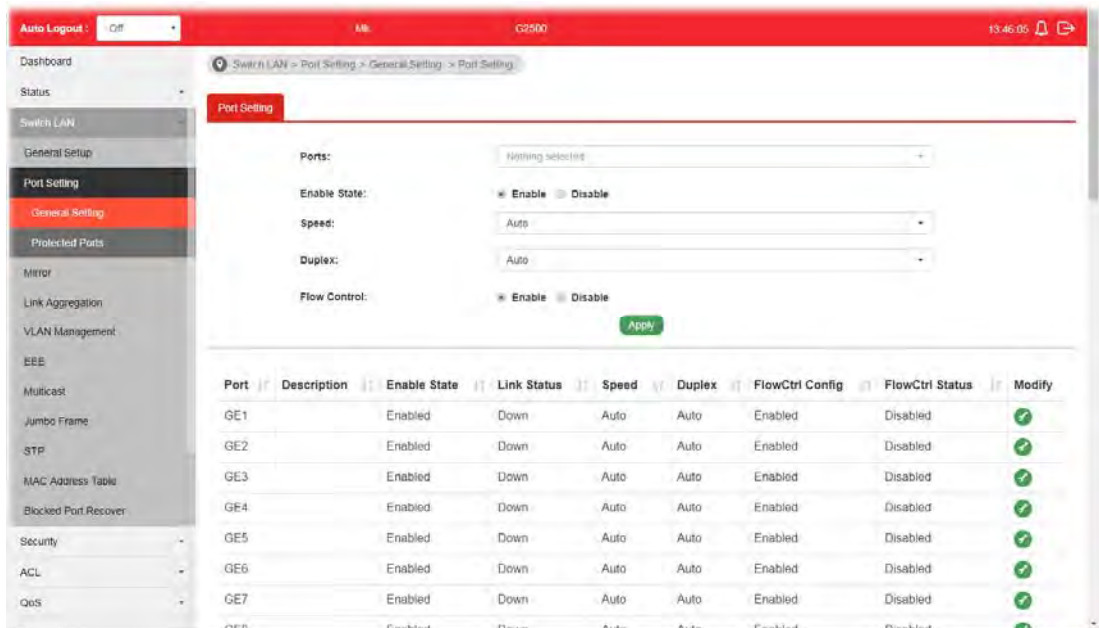 Auto Logout : Off G2500 13:46:05
Dashboard
Switch LAN > Port Setting > General Setting > Port Setting
Status
Port Setting
Switch LAN
General Setup
Ports: Nothing selected
Port Setting
Enable State: Enable Disable
General Setting
Speed: Auto
Protected Ports
Duplex: Auto
Mirror
Flow Control: Enable Disable
Link Aggregation
Apply
VLAN Management
EEE
Multicast
Jumbo Frame
STP
MAC Address Table
Blocked Port Recover
Security
ACL
QoS
Port Description Enable State Link Status Speed Duplex FlowCtrl Config FlowCtrl Status Modify
GE1 Enabled Down Auto Auto Enabled Disabled
GE2 Enabled Down Auto Auto Enabled Disabled
GE3 Enabled Down Auto Auto Enabled Disabled
GE4 Enabled Down Auto Auto Enabled Disabled
GE5 Enabled Down Auto Auto Enabled Disabled
GE6 Enabled Down Auto Auto Enabled Disabled
GE7 Enabled Down Auto Auto Enabled Disabled